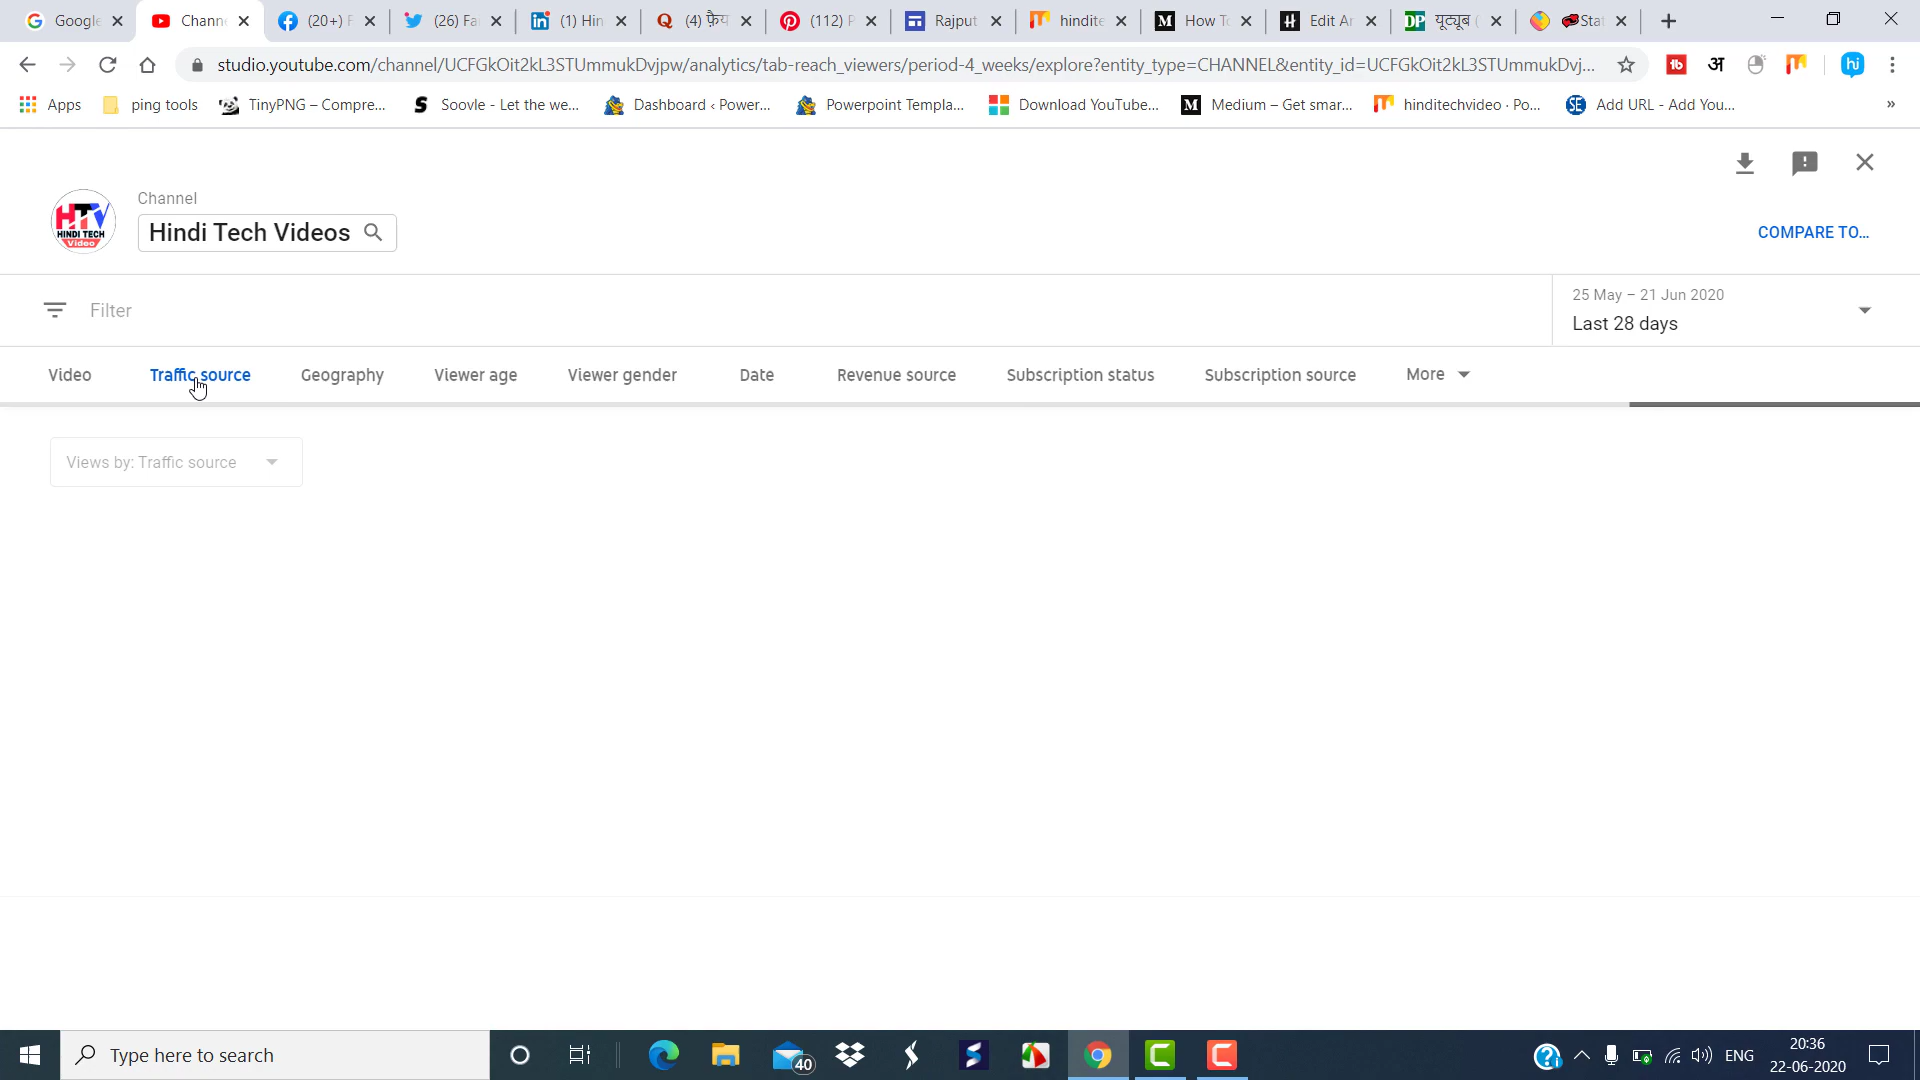 Google
Chann
(20+) F
(26) Fa
(1) Hin
(4) फ़ैय
(112) P
Rajput
hindite
How To
Edit Ar
यूट्यूब (
Stat
studio.youtube.com/channel/UCFGkOit2kL3STUmmukDvjpw/analytics/tab-reach_viewers/period-4_weeks/explore?entity_type=CHANNEL&entity_id=UCFGkOit2kL3STUmmukDvj...
Apps
ping tools
TinyPNG – Compre...
Soovle - Let the we...
Dashboard ‹ Power...
Powerpoint Templa...
Download YouTube...
Medium – Get smar...
hinditechvideo · Po...
Add URL - Add You...
»
HTV
HINDI TECH
Video
Channel
Hindi Tech Videos
COMPARE TO...
Filter
25 May – 21 Jun 2020
Last 28 days
Video
Traffic source
Geography
Viewer age
Viewer gender
Date
Revenue source
Subscription status
Subscription source
More
Views by: Traffic source
Type here to search
40
ENG
20:36
22-06-2020